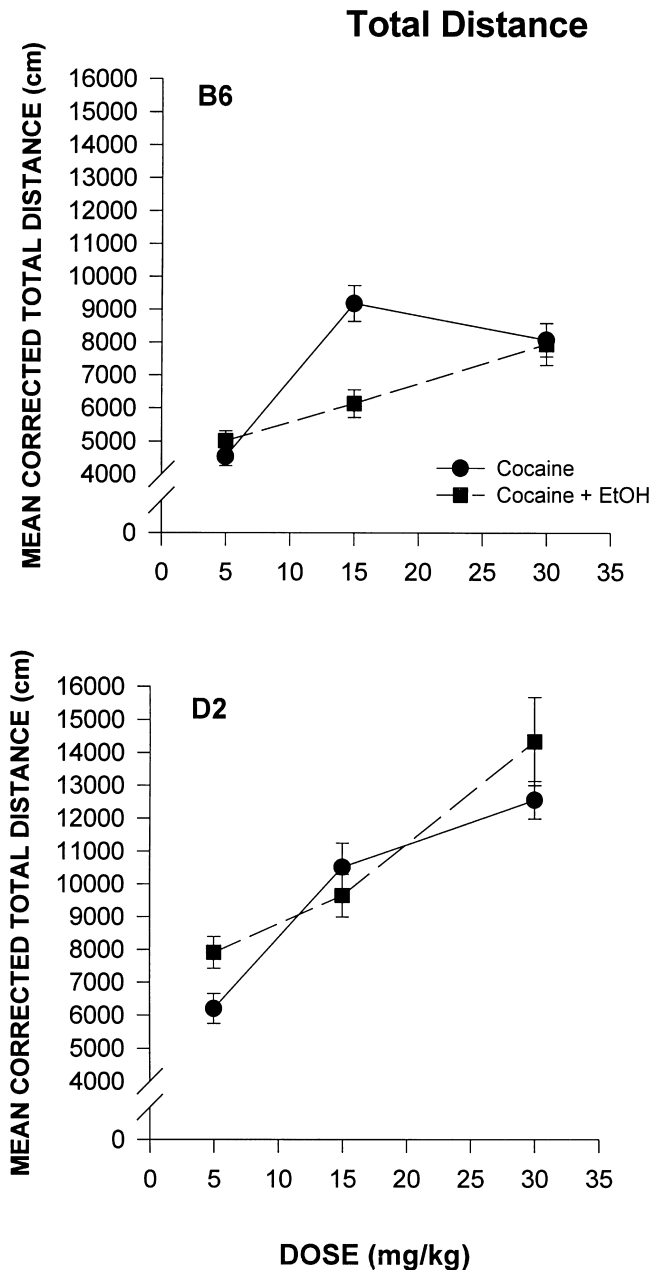 Total Distance
B6
MEAN CORRECTED TOTAL DISTANCE (cm)
16000
15000
14000
13000
12000
11000
10000
9000
8000
7000
6000
5000
4000
0
Cocaine
Cocaine + EtOH
0 5 10 15 20 25 30 35
D2
MEAN CORRECTED TOTAL DISTANCE (cm)
16000
15000
14000
13000
12000
11000
10000
9000
8000
7000
6000
5000
4000
0
0 5 10 15 20 25 30 35
DOSE (mg/kg)